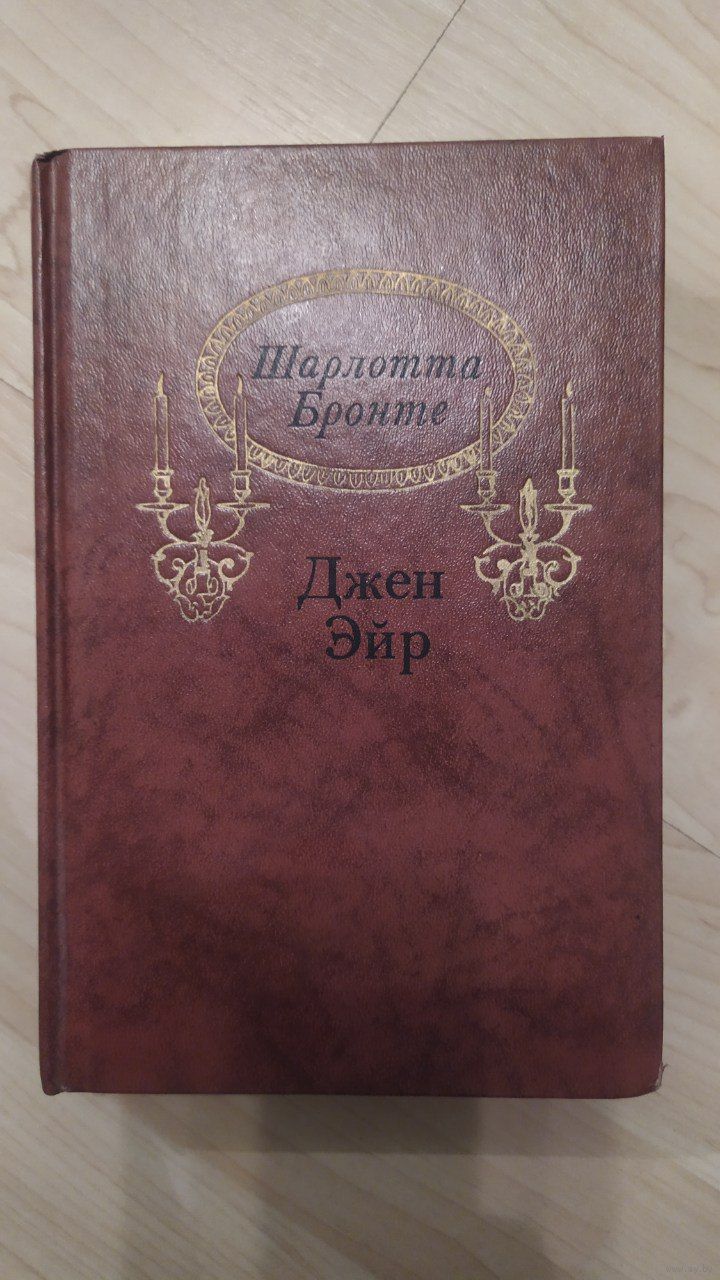 Шарлотта
Бронте
Джен
Эйр